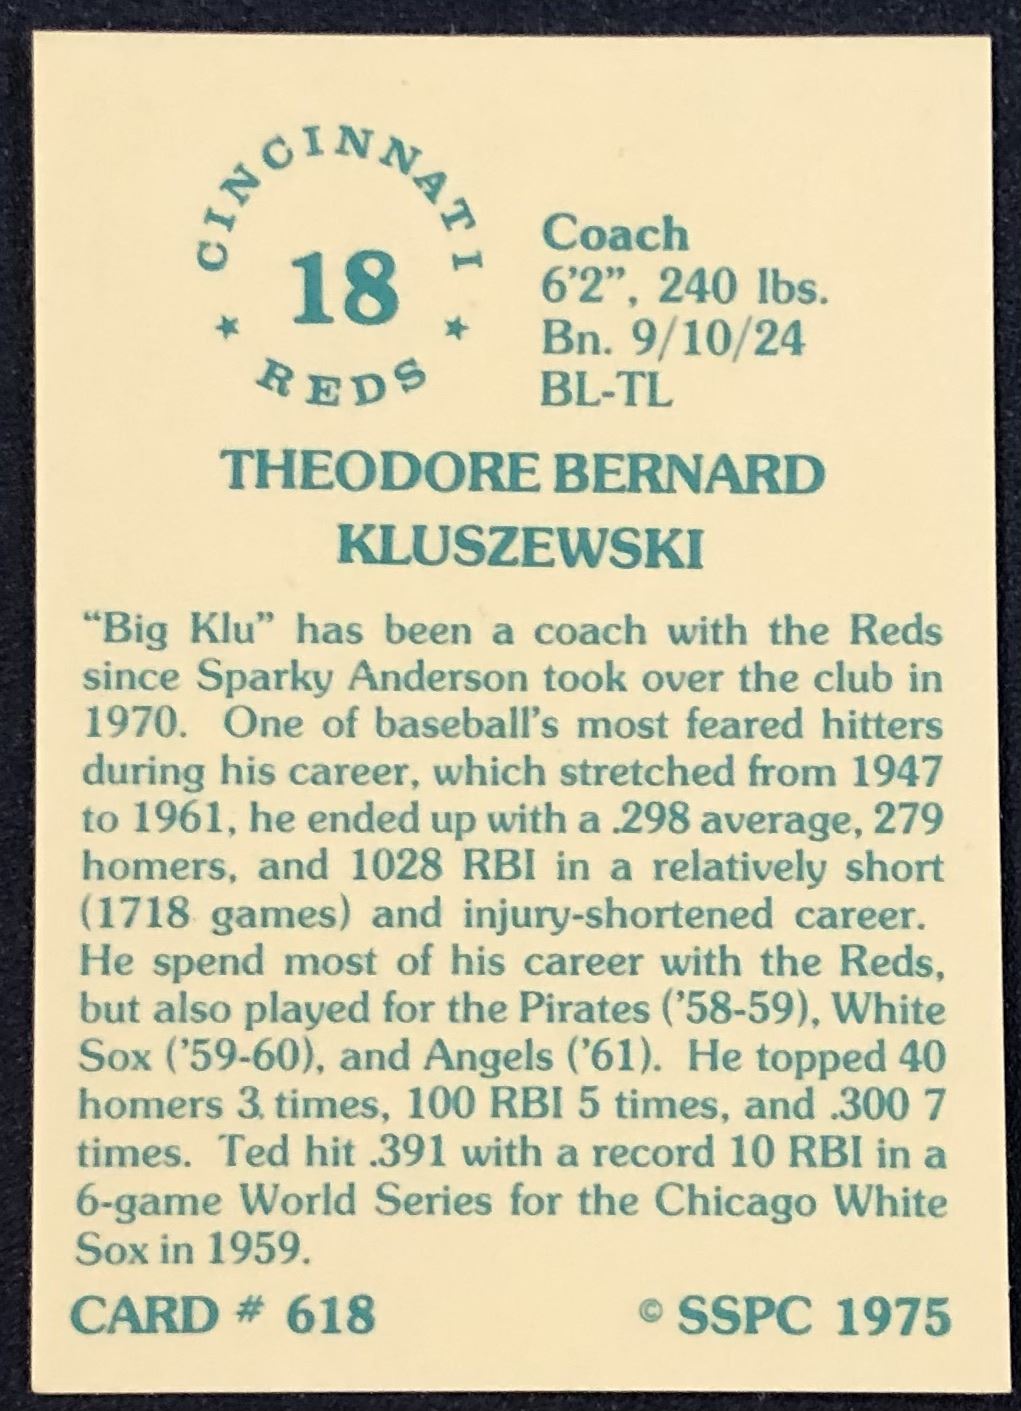 CINCINNATI
18
★ REDS ★
Coach
6'2", 240 lbs.
Bn. 9/10/24
BL-TL
THEODORE BERNARD
KLUSZEWSKI
"Big Klu" has been a coach with the Reds
since Sparky Anderson took over the club in
1970. One of baseball's most feared hitters
during his career, which stretched from 1947
to 1961, he ended up with a .298 average, 279
homers, and 1028 RBI in a relatively short
(1718 games) and injury-shortened career.
He spend most of his career with the Reds,
but also played for the Pirates ('58-59), White
Sox ('59-60), and Angels ('61). He topped 40
homers 3 times, 100 RBI 5 times, and .300 7
times. Ted hit .391 with a record 10 RBI in a
6-game World Series for the Chicago White
Sox in 1959.
CARD # 618 © SSPC 1975